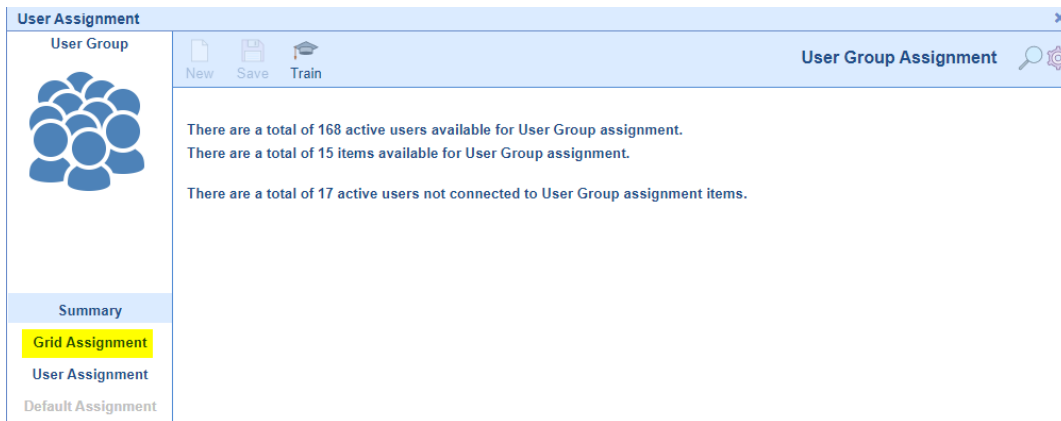 User Assignment
User Group
New
Save
Train
User Group Assignment
There are a total of 168 active users available for User Group assignment.
There are a total of 15 items available for User Group assignment.
There are a total of 17 active users not connected to User Group assignment items.
Summary
Grid Assignment
User Assignment
Default Assignment